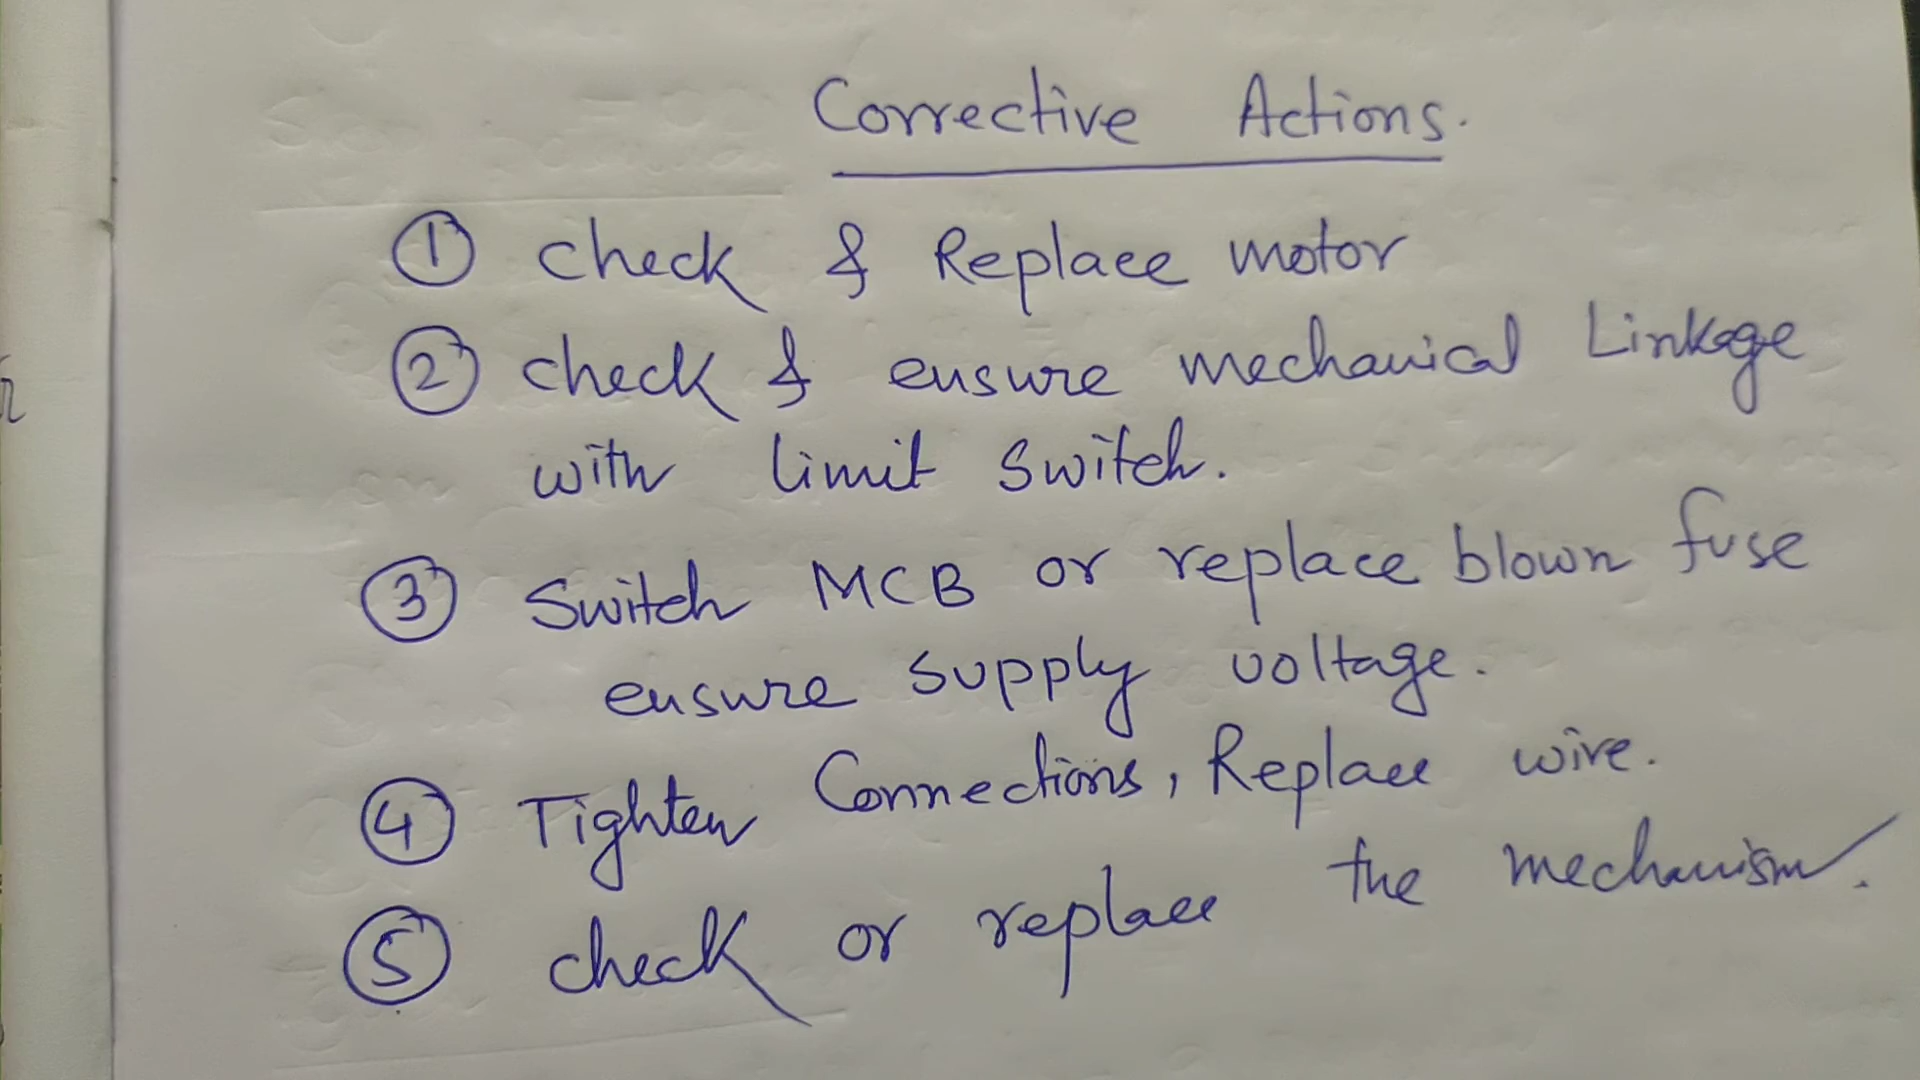 Corrective Actions.
① check & Replace motor
② check & ensure mechanical Linkage
with limit switch.
③ Switch MCB or replace blown fuse
ensure supply voltage.
④ Tighten Connections, Replace wire.
⑤ check or replace the mechanism.